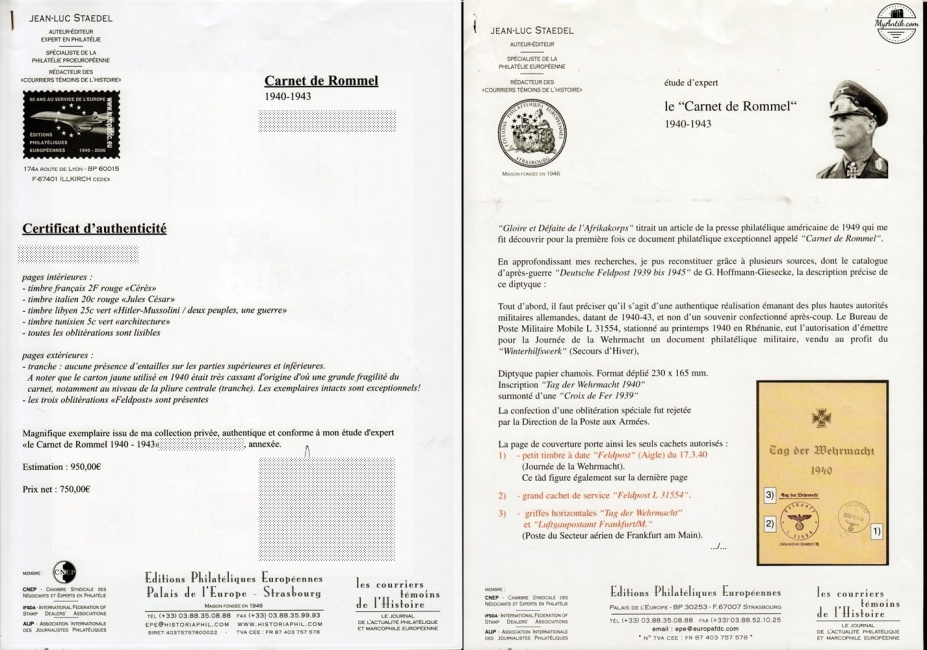 JEAN-LUC STAEDEL
AUTEUR-ÉDITEUR
EXPERT EN PHILATÉLIE
SPÉCIALISTE DE LA
PHILATÉLIE PROEUROPÉENNE
RÉDACTEUR DES
«COURRIERS TÉMOINS DE L'HISTOIRE»
60 ANS AU SERVICE DE L'EUROPE
ÉDITIONS
PHILATÉLIQUES
EUROPÉENNES 1946 - 2006
174A ROUTE DE LYON - BP 60015
F-67401 ILLKIRCH CEDEX
Carnet de Rommel
1940-1943
Certificat d'authenticité
pages intérieures :
- timbre français 2F rouge «Cérès»
- timbre italien 20c rouge «Jules César»
- timbre libyen 25c vert «Hitler-Mussolini / deux peuples, une guerre»
- timbre tunisien 5c vert «architecture»
- toutes les oblitérations sont lisibles
pages extérieures :
- tranche : aucune présence d'entailles sur les parties supérieures et inférieures.
A noter que le carton jaune utilisé en 1940 était très cassant d'origine d'où une grande fragilité du
carnet, notamment au niveau de la pliure centrale (tranche). Les exemplaires intacts sont exceptionnels!
- les trois oblitérations «Feldpost» sont présentes
Magnifique exemplaire issu de ma collection privée, authentique et conforme à mon étude d'expert
«le Carnet de Rommel 1940 - 1943» , annexée.
Estimation : 950,00€
Prix net : 750,00€
MEMBRE :
CNEP
CNEP - CHAMBRE SYNDICALE DES
NÉGOCIANTS ET EXPERTS EN PHILATÉLIE
IFSDA - INTERNATIONAL FEDERATION OF
STAMP DEALERS' ASSOCIATIONS
AIJP - ASSOCIATION INTERNATIONALE
DES JOURNALISTES PHILATÉLIQUES
Editions Philatéliques Européennes
Palais de l'Europe - Strasbourg
MAISON FONDÉE EN 1946
TEL (+33) 03.88.35.08.88 FAX (+33) 03.88.35.99.93
EPE@HISTORIAPHIL.COM WWW.HISTORIAPHIL.COM
SIRET 40375757800022 - TVA CEE : FR 87 403 757 578
les courriers
témoins
de l'Histoire
LE JOURNAL
DE L'ACTUALITÉ PHILATÉLIQUE
ET MARCOPHILE EUROPÉENNE
MyAntik.com
JEAN-LUC STAEDEL
AUTEUR-ÉDITEUR
SPÉCIALISTE DE LA
PHILATÉLIE EUROPÉENNE
RÉDACTEUR DES
«COURRIERS TÉMOINS DE L'HISTOIRE»
EDITIONS PHILATÉLIQUES EUROPÉENNES
STRASBOURG
MAISON FONDÉE EN 1946
étude d'expert
le "Carnet de Rommel"
1940-1943
"Gloire et Défaite de l'Afrikakorps" titrait un article de la presse philatélique américaine de 1949 qui me
fit découvrir pour la première fois ce document philatélique exceptionnel appelé "Carnet de Rommel".
En approfondissant mes recherches, je pus reconstituer grâce à plusieurs sources, dont le catalogue
d'après-guerre "Deutsche Feldpost 1939 bis 1945" de G. Hoffmann-Giesecke, la description précise de
ce diptyque :
Tout d'abord, il faut préciser qu'il s'agit d'une authentique réalisation émanant des plus hautes autorités
militaires allemandes, datant de 1940-43, et non d'un souvenir confectionné après-coup. Le Bureau de
Poste Militaire Mobile L 31554, stationné au printemps 1940 en Rhénanie, eut l'autorisation d'émettre
pour la Journée de la Wehrmacht un document philatélique militaire, vendu au profit du
"Winterhilfswerk" (Secours d'Hiver),
Diptyque papier chamois. Format déplié 230 x 165 mm.
Inscription "Tag der Wehrmacht 1940"
surmonté d'une "Croix de Fer 1939"
La confection d'une oblitération spéciale fut rejetée
par la Direction de la Poste aux Armées.
La page de couverture porte ainsi les seuls cachets autorisés :
1) - petit timbre à date "Feldpost" (Aigle) du 17.3.40
(Journée de la Wehrmacht).
Ce tàd figure également sur la dernière page
2) - grand cachet de service "Feldpost L 31554".
3) - griffes horizontales "Tag der Wehrmacht"
et "Luftgaupostamt Frankfurt/M."
(Poste du Secteur aérien de Frankfurt am Main).
.../...
Tag der Wehrmacht
1940
3) Tag der Wehrmacht
2)
1)
MEMBRE :
CNEP - CHAMBRE SYNDICALE DES
NÉGOCIANTS ET EXPERTS EN PHILATÉLIE
IFSDA - INTERNATIONAL FEDERATION OF
STAMP DEALERS' ASSOCIATIONS
AIJP - ASSOCIATION INTERNATIONALE
DES JOURNALISTES PHILATÉLIQUES
Editions Philatéliques Européennes
PALAIS DE L'EUROPE - BP 30253 - F.67007 STRASBOURG
TEL (+33) 03.88.35.08.88 FAX (+33) 03.88.52.10.25
email : epe@europafdc.com
* N° TVA CEE : FR 87 403 757 578 *
les courriers
témoins
de l'Histoire
LE JOURNAL
DE L'ACTUALITÉ PHILATÉLIQUE
ET MARCOPHILE EUROPÉENNE